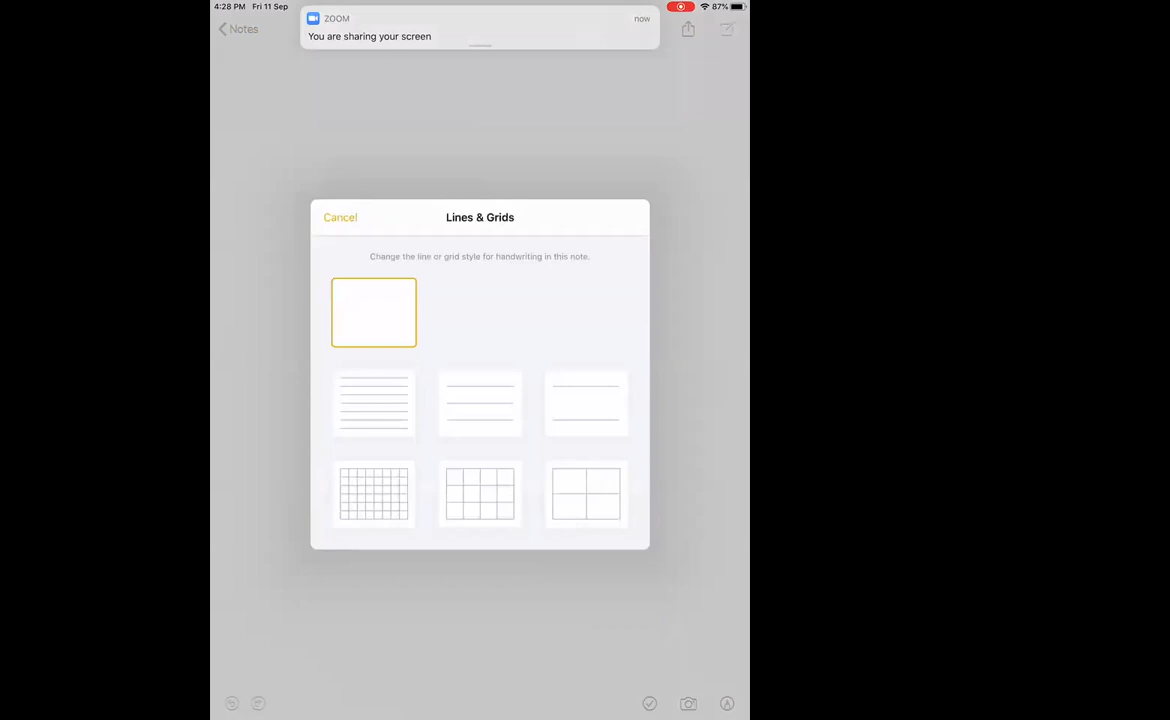 4:28 PM Fri 11 Sep
87%
ZOOM
now
You are sharing your screen
Notes
Cancel
Lines & Grids
Change the line or grid style for handwriting in this note.